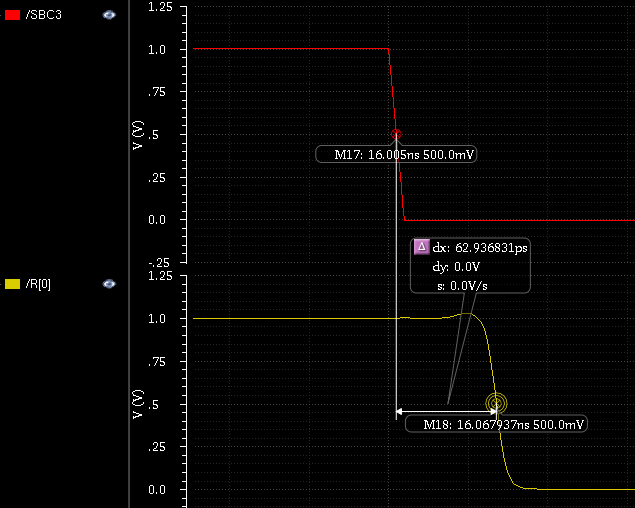 /SBC3
1.25
1.0
.75
.5
.25
0.0
-.25
V (V)
M17: 16.005ns 500.0mV
Δ dx: 62.936831ps
dy: 0.0V
s: 0.0V/s
/R[0]
1.25
1.0
.75
.5
.25
0.0
V (V)
M18: 16.067937ns 500.0mV